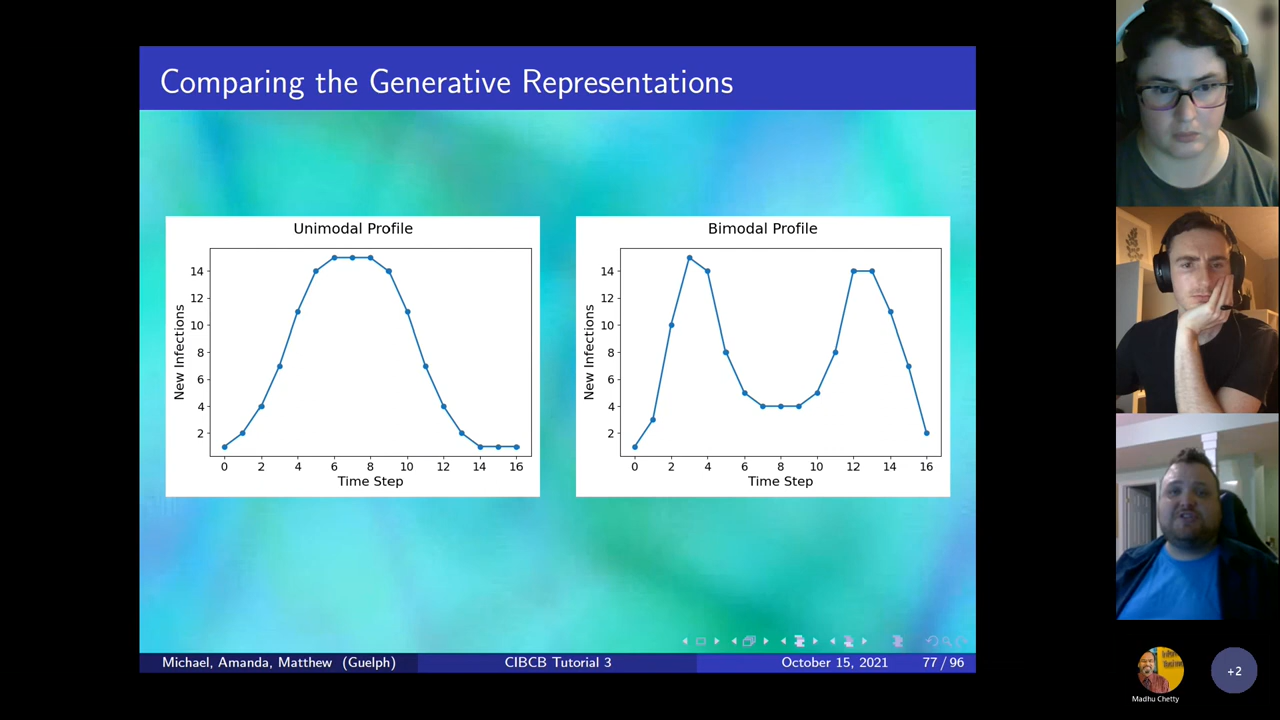 Comparing the Generative Representations
Unimodal Profile
14
12
10
8
6
4
2
New Infections
0 2 4 6 8 10 12 14 16
Time Step
Bimodal Profile
14
12
10
8
6
4
2
New Infections
0 2 4 6 8 10 12 14 16
Time Step
Michael, Amanda, Matthew (Guelph) CIBCB Tutorial 3 October 15, 2021 77 / 96
Madhu Chetty
+2